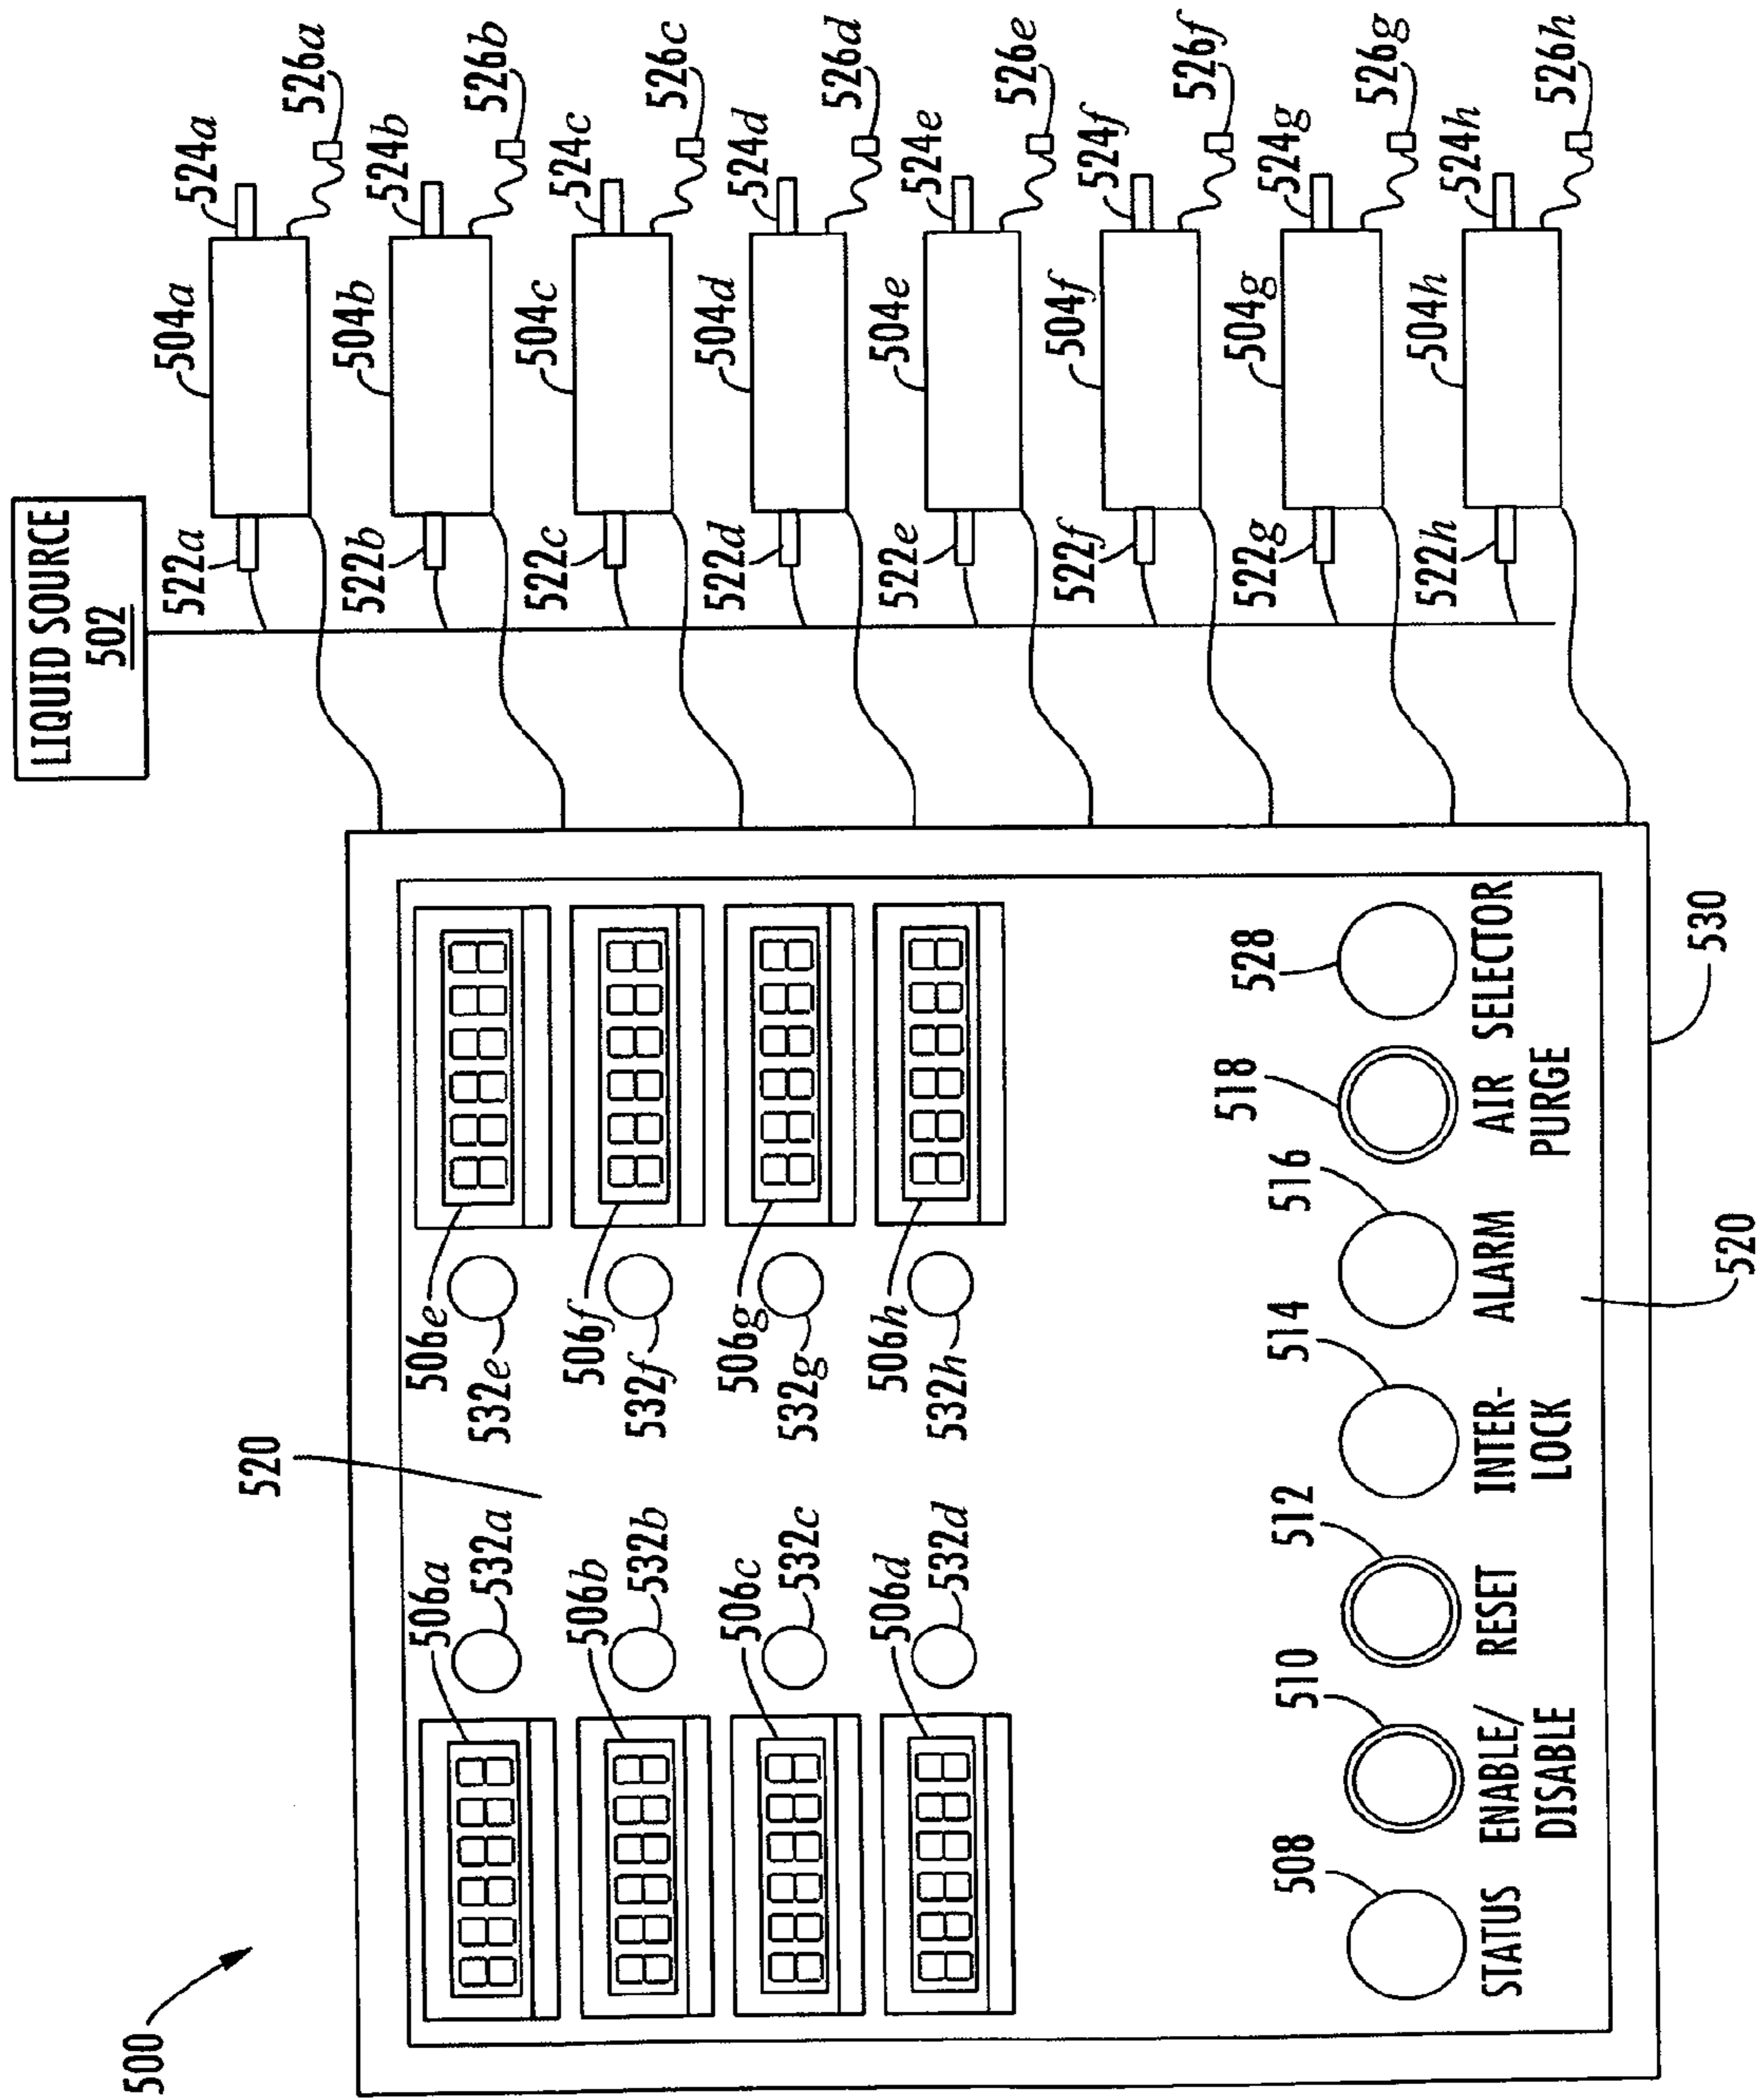 500
LIQUID SOURCE
502
504a
522a
524a
526a
504b
522b
524b
526b
504c
522c
524c
526c
504d
522d
524d
526d
504e
522e
524e
526e
504f
522f
524f
526f
504g
522g
524g
526g
504h
522h
524h
526h
520
506a
532a
506e
532e
506b
532b
506f
532f
506c
532c
506g
532g
506d
532d
506h
532h
508
510
512
514
516
518
528
STATUS
ENABLE/
DISABLE
RESET
INTER-
LOCK
ALARM
AIR
PURGE
SELECTOR
520
530